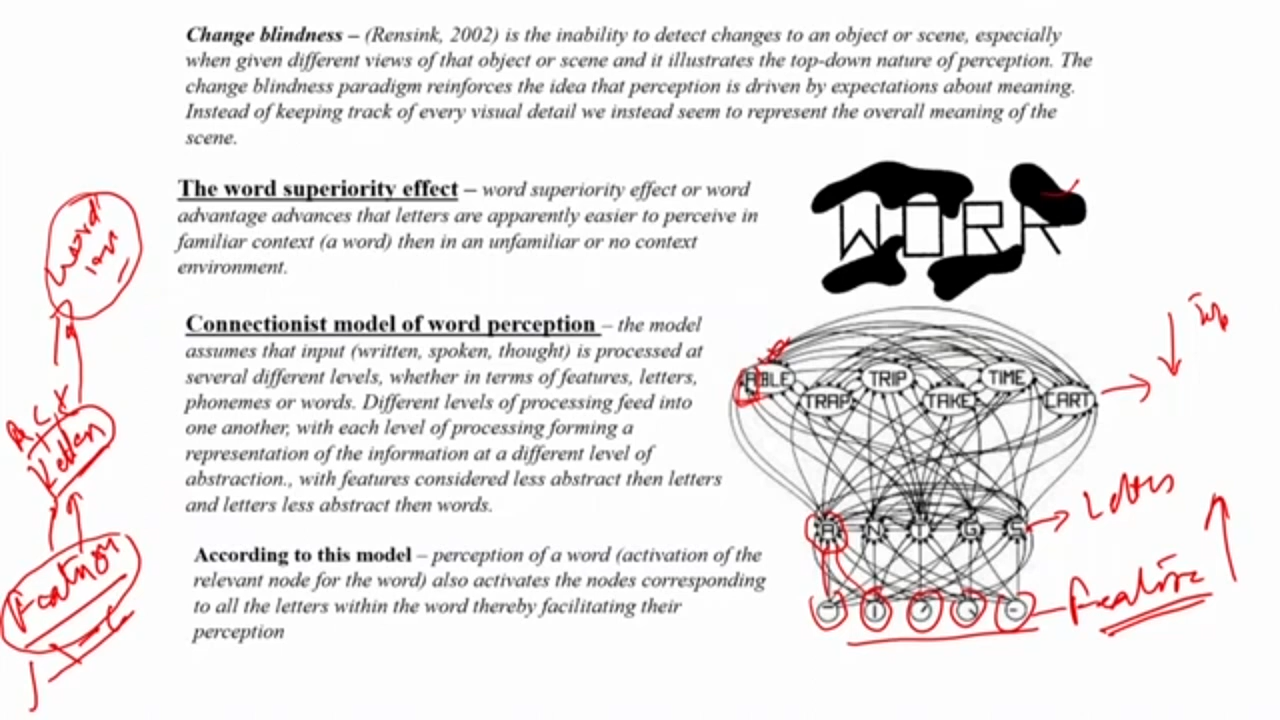 Change blindness – (Rensink, 2002) is the inability to detect changes to an object or scene, especially
when given different views of that object or scene and it illustrates the top-down nature of perception. The
change blindness paradigm reinforces the idea that perception is driven by expectations about meaning.
Instead of keeping track of every visual detail we instead seem to represent the overall meaning of the
scene.
The word superiority effect – word superiority effect or word
advantage advances that letters are apparently easier to perceive in
familiar context (a word) then in an unfamiliar or no context
environment.
WORK
Connectionist model of word perception – the model
assumes that input (written, spoken, thought) is processed at
several different levels, whether in terms of features, letters,
phonemes or words. Different levels of processing feed into
one another, with each level of processing forming a
representation of the information at a different level of
abstraction., with features considered less abstract then letters
and letters less abstract then words.
According to this model – perception of a word (activation of the
relevant node for the word) also activates the nodes corresponding
to all the letters within the word thereby facilitating their
perception
ABLE
TRIP
TIME
TRAP
TAKE
CART
A N T G S
Letters
word